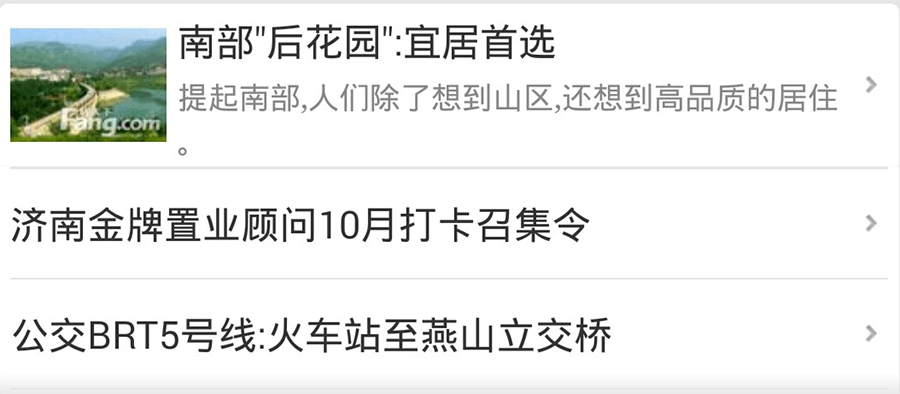 南部"后花园":宜居首选
提起南部,人们除了想到山区,还想到高品质的居住
。
Fang.com
济南金牌置业顾问10月打卡召集令
公交BRT5号线:火车站至燕山立交桥